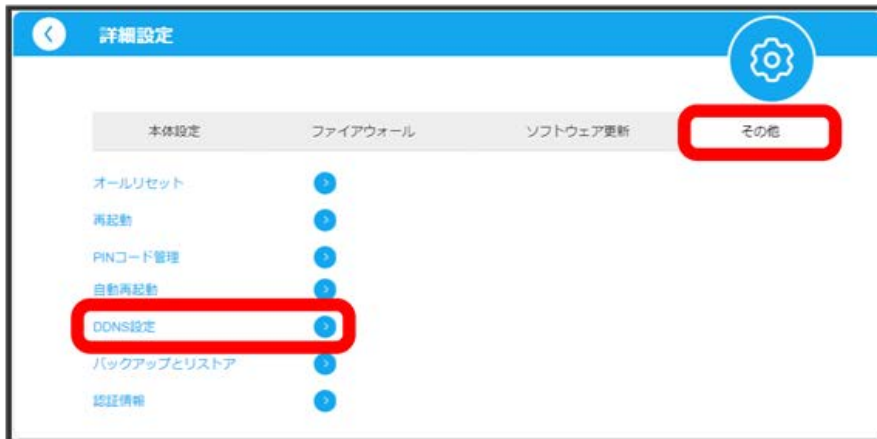 詳細設定
本体設定 ファイアウォール ソフトウェア更新 その他
オールリセット
再起動
PINコード管理
自動再起動
DDNS設定
バックアップとリストア
認証情報